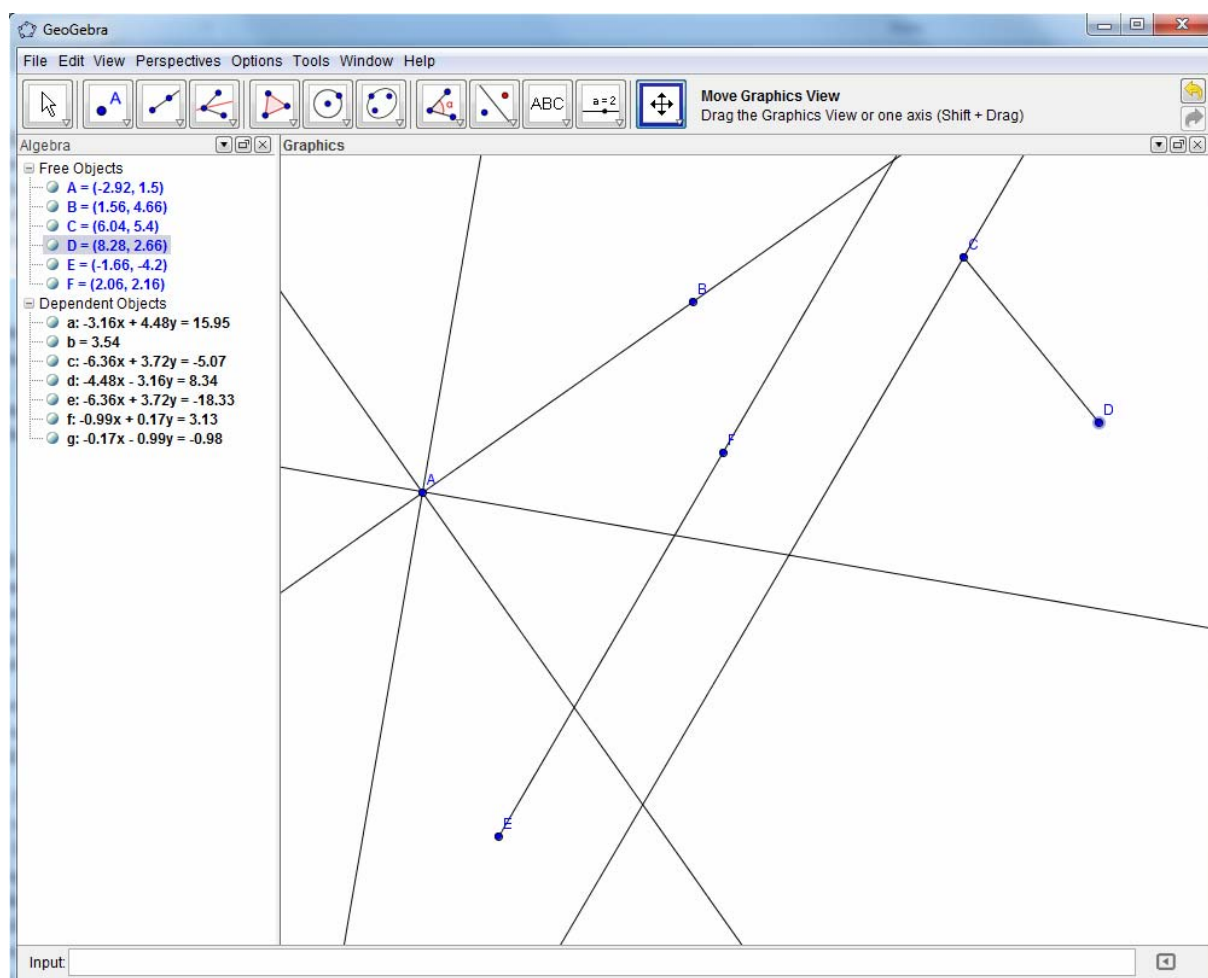 GeoGebra
File Edit View Perspectives Options Tools Window Help
A
α
ABC
a=2
Move Graphics View
Drag the Graphics View or one axis (Shift + Drag)
Algebra
Graphics
Free Objects
A = (-2.92, 1.5)
B = (1.56, 4.66)
C = (6.04, 5.4)
D = (8.28, 2.66)
E = (-1.66, -4.2)
F = (2.06, 2.16)
Dependent Objects
a: -3.16x + 4.48y = 15.95
b = 3.54
c: -6.36x + 3.72y = -5.07
d: -4.48x - 3.16y = 8.34
e: -6.36x + 3.72y = -18.33
f: -0.99x + 0.17y = 3.13
g: -0.17x - 0.99y = -0.98
C
B
D
F
A
E
Input: